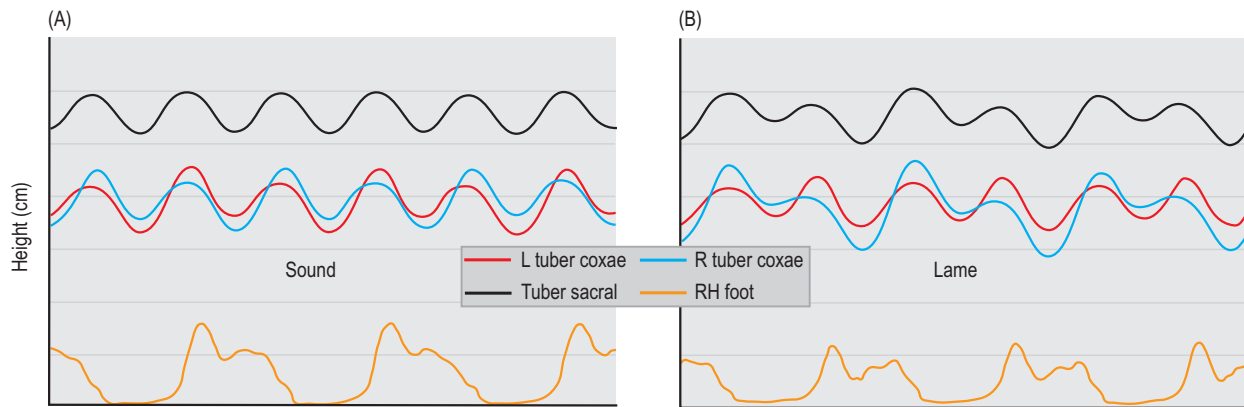 (A)
(B)
Height (cm)
Sound
Lame
L tuber coxae
R tuber coxae
Tuber sacral
RH foot